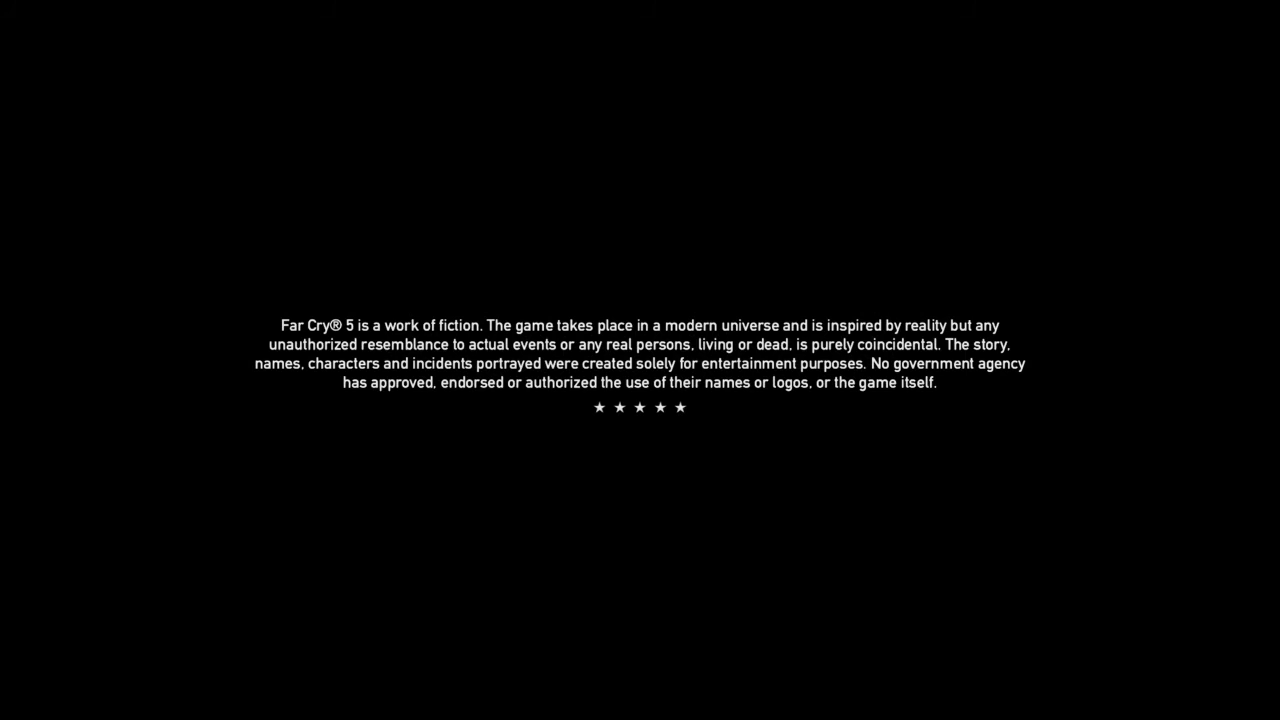 Far Cry® 5 is a work of fiction. The game takes place in a modern universe and is inspired by reality but any
unauthorized resemblance to actual events or any real persons, living or dead, is purely coincidental. The story,
names, characters and incidents portrayed were created solely for entertainment purposes. No government agency
has approved, endorsed or authorized the use of their names or logos, or the game itself.
★ ★ ★ ★ ★